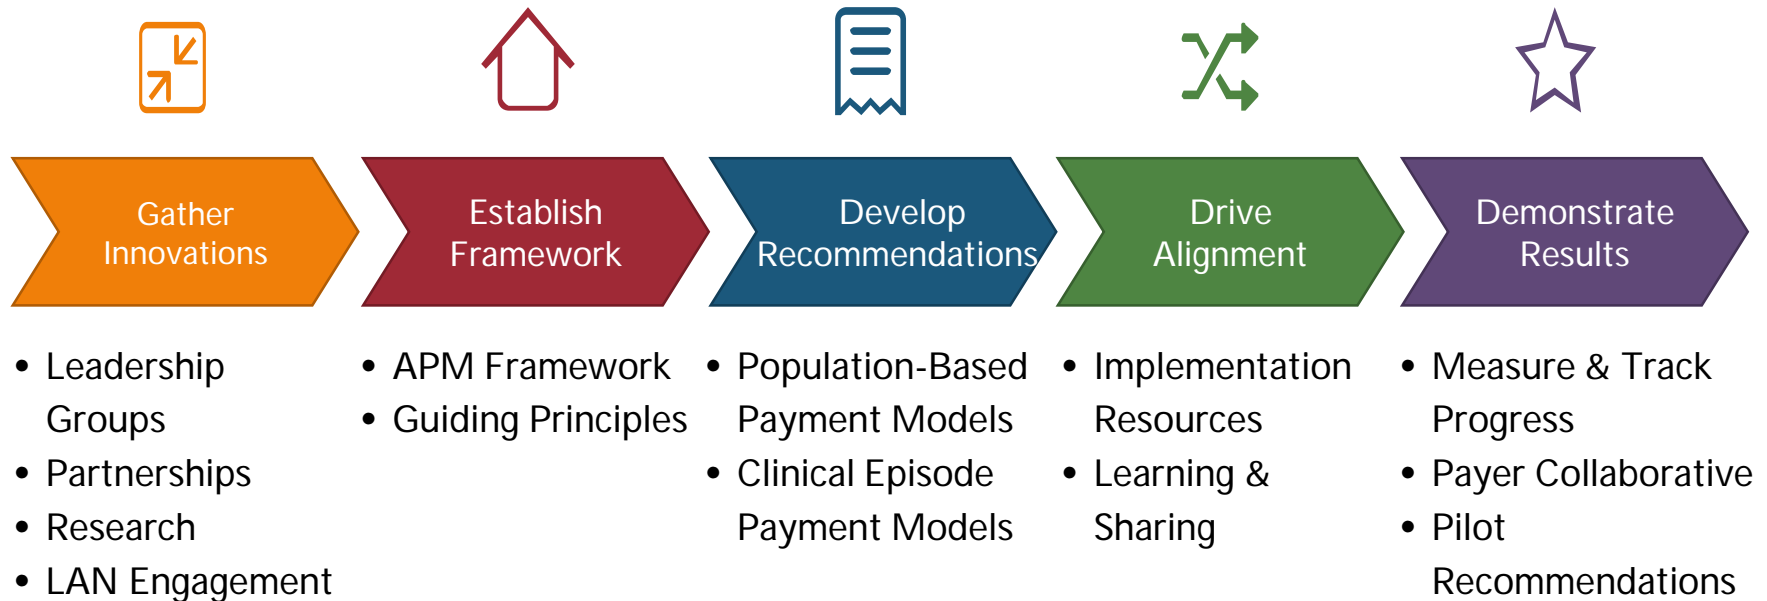 Gather
Innovations
Establish
Framework
Develop
Recommendations
Drive
Alignment
Demonstrate
Results
• Leadership
Groups
• Partnerships
• Research
• LAN Engagement
• APM Framework
• Guiding Principles
• Population-Based
Payment Models
• Clinical Episode
Payment Models
• Implementation
Resources
• Learning &
Sharing
• Measure & Track
Progress
• Payer Collaborative
• Pilot
Recommendations